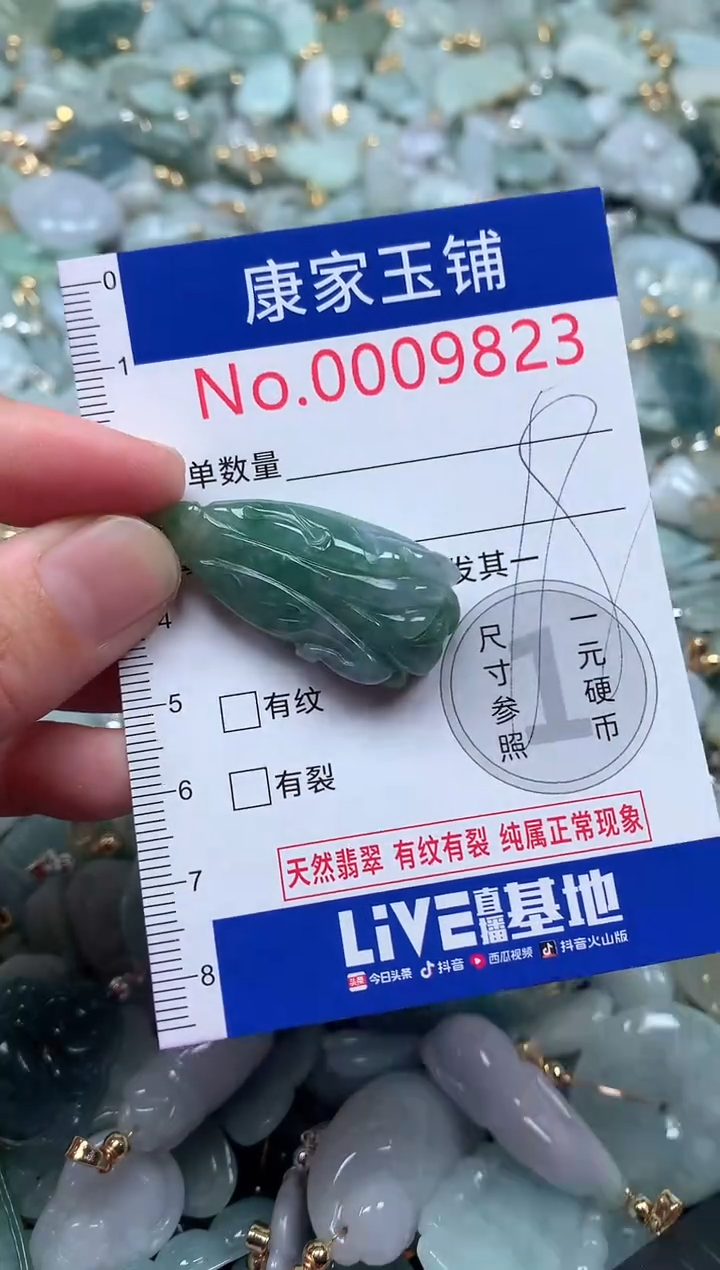 0
康家玉铺
1
No.0009823
单数量
发其一
4
尺寸参照
一元硬币
1
5
有纹
6
有裂
7
天然翡翠 有纹有裂 纯属正常现象
LiVE直播基地
8
头条 今日头条 抖音 西瓜视频 抖音火山版